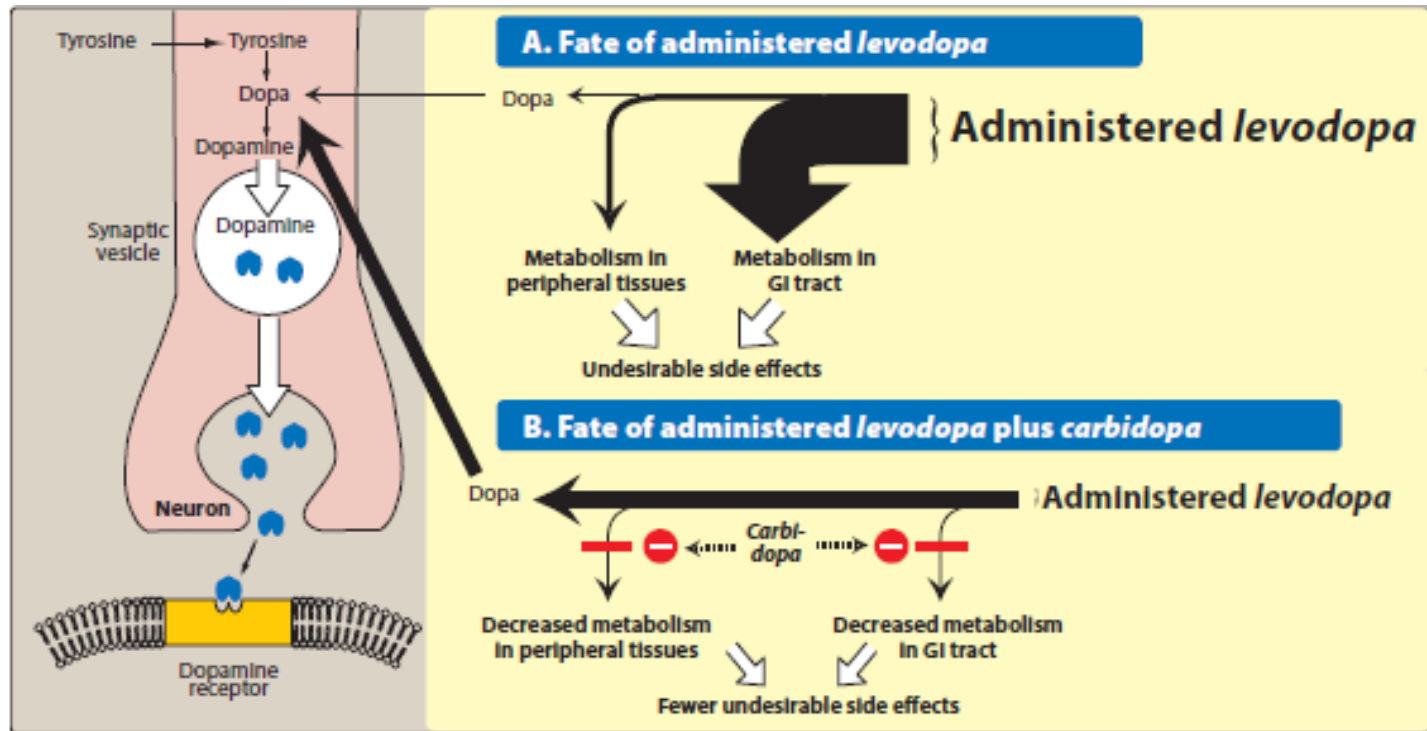 Tyrosine
Tyrosine
Dopa
Dopamine
Dopamine
Synaptic
vesicle
Neuron
Dopamine
receptor
A. Fate of administered levodopa
Dopa
Administered levodopa
Metabolism in
peripheral tissues
Metabolism in
GI tract
Undesirable side effects
B. Fate of administered levodopa plus carbidopa
Dopa
Administered levodopa
Carbi-
dopa
Decreased metabolism
in peripheral tissues
Decreased metabolism
in GI tract
Fewer undesirable side effects